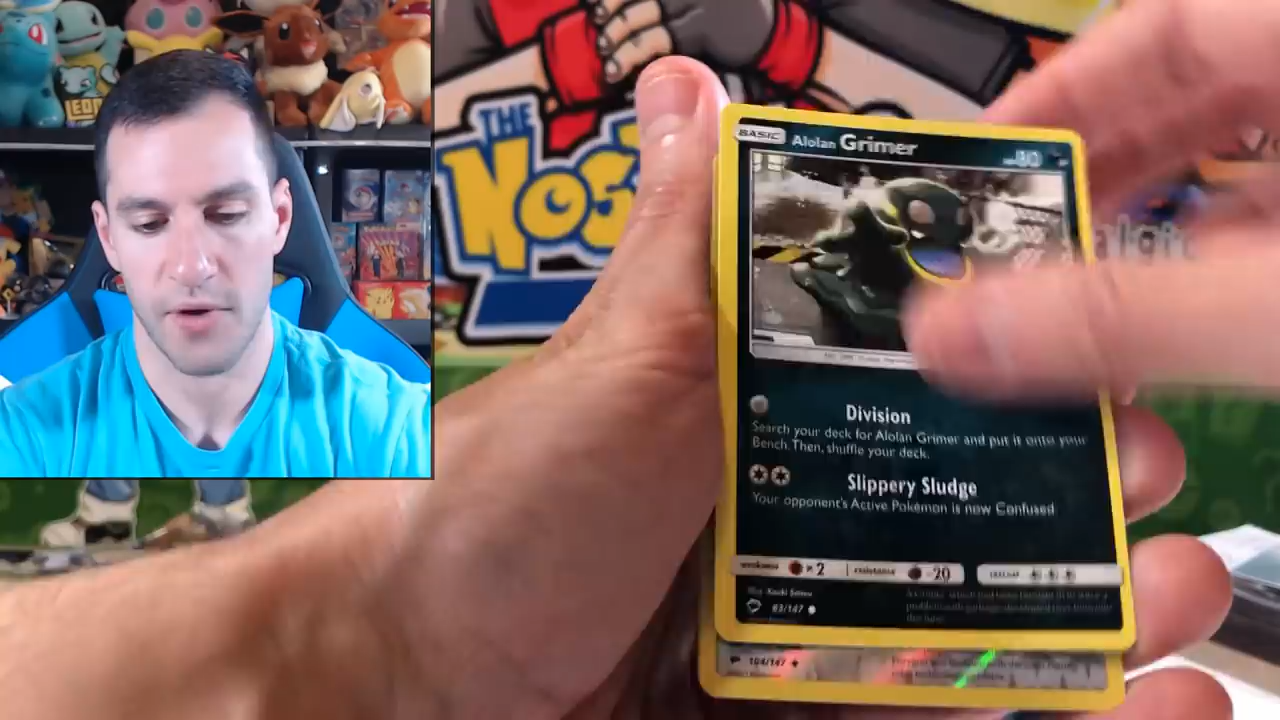 THE
NOS
BASIC Alolan Grimer 80
Division
Search your deck for Alolan Grimer and put it onto your
Bench. Then, shuffle your deck.
Slippery Sludge
Your opponent's Active Pokémon is now Confused
weakness ×2 resistance -20 retreat
83/147
104/147